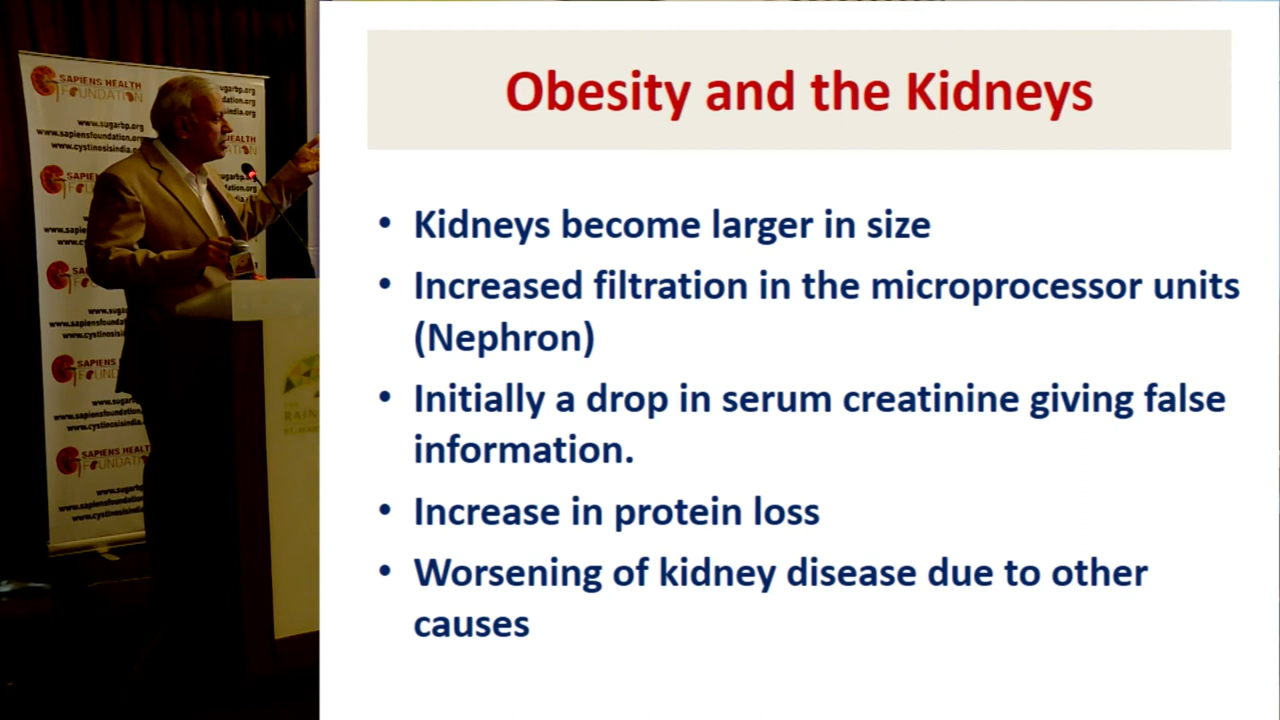 SAPIENS HEALTH
FOUNDATION
www.sugarbp.org
www.sapiensfoundation.org
www.cystinosisindia.o
Obesity and the Kidneys
• Kidneys become larger in size
• Increased filtration in the microprocessor units
(Nephron)
• Initially a drop in serum creatinine giving false
information.
• Increase in protein loss
• Worsening of kidney disease due to other
causes